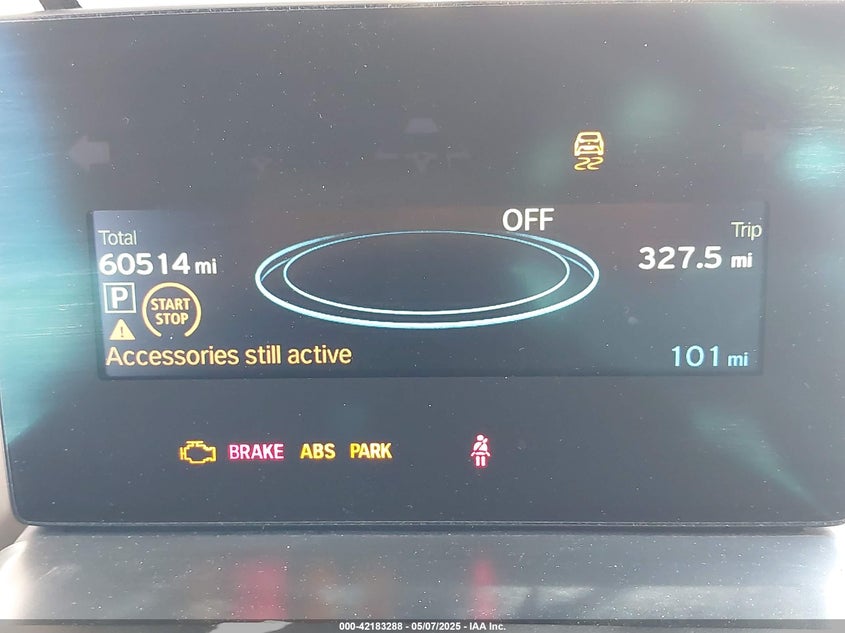 OFF
Total
Trip
60514 mi
327.5 mi
P
START
STOP
Accessories still active
101 mi
BRAKE ABS PARK
000-42183288 - 05/07/2025 - IAA Inc.